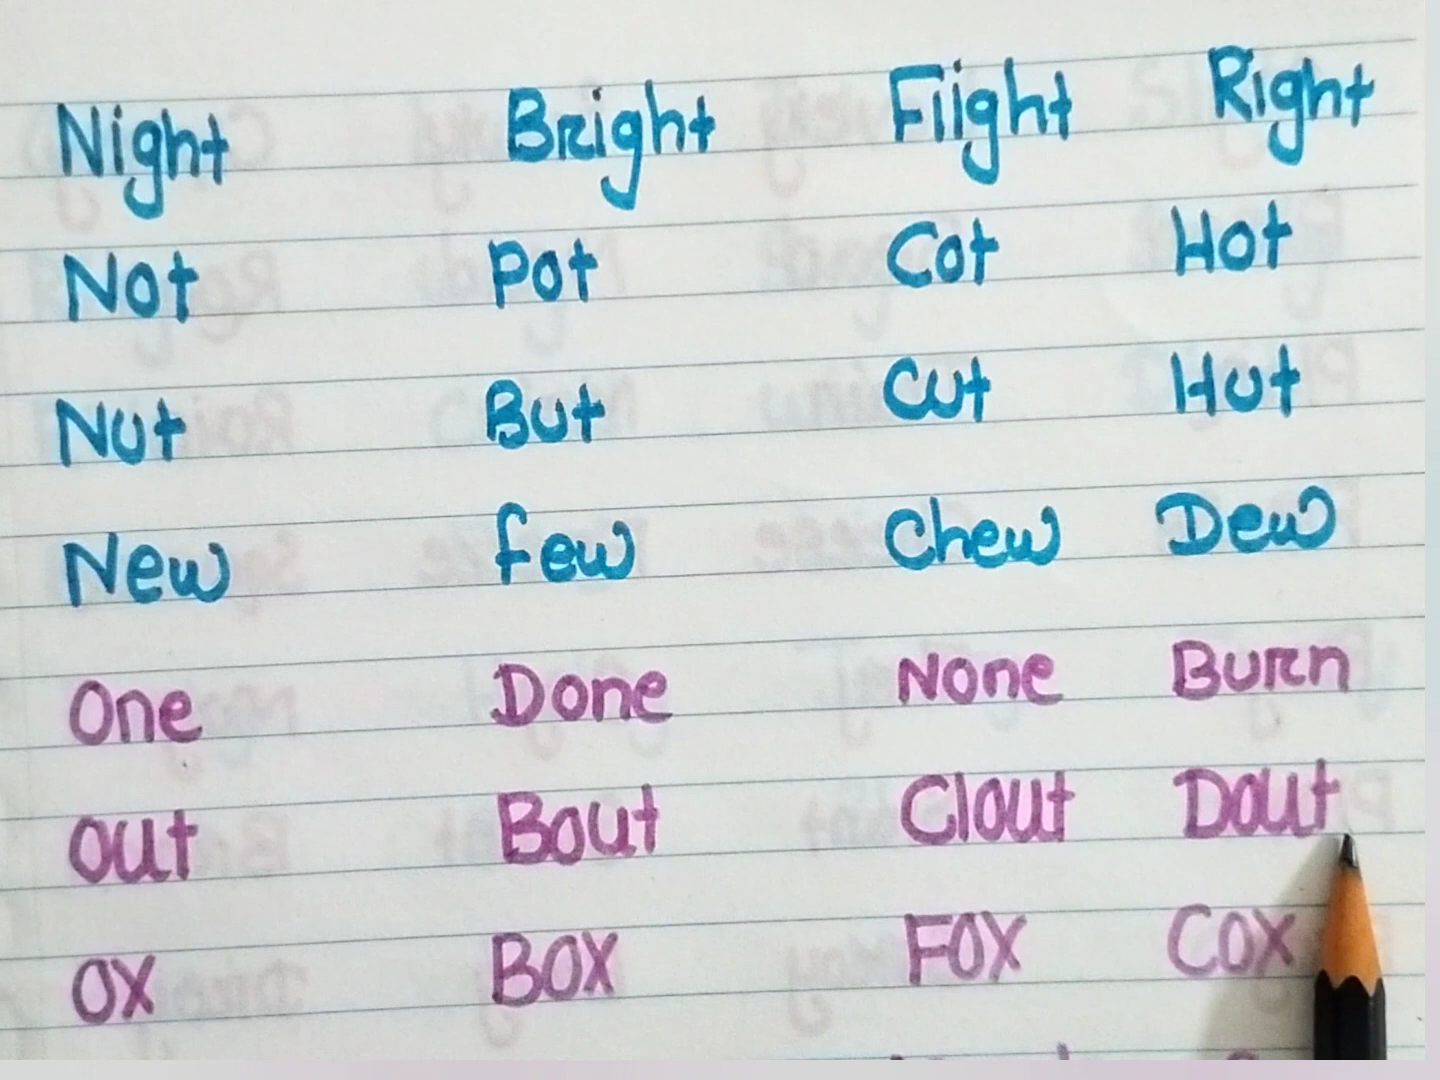 Night Bright Flight Right
Not Pot Cot Hot
Nut But Cut Hut
New few Chew Dew
One Done None Burn
out Bout Clout Dout
OX BOX FOX COX